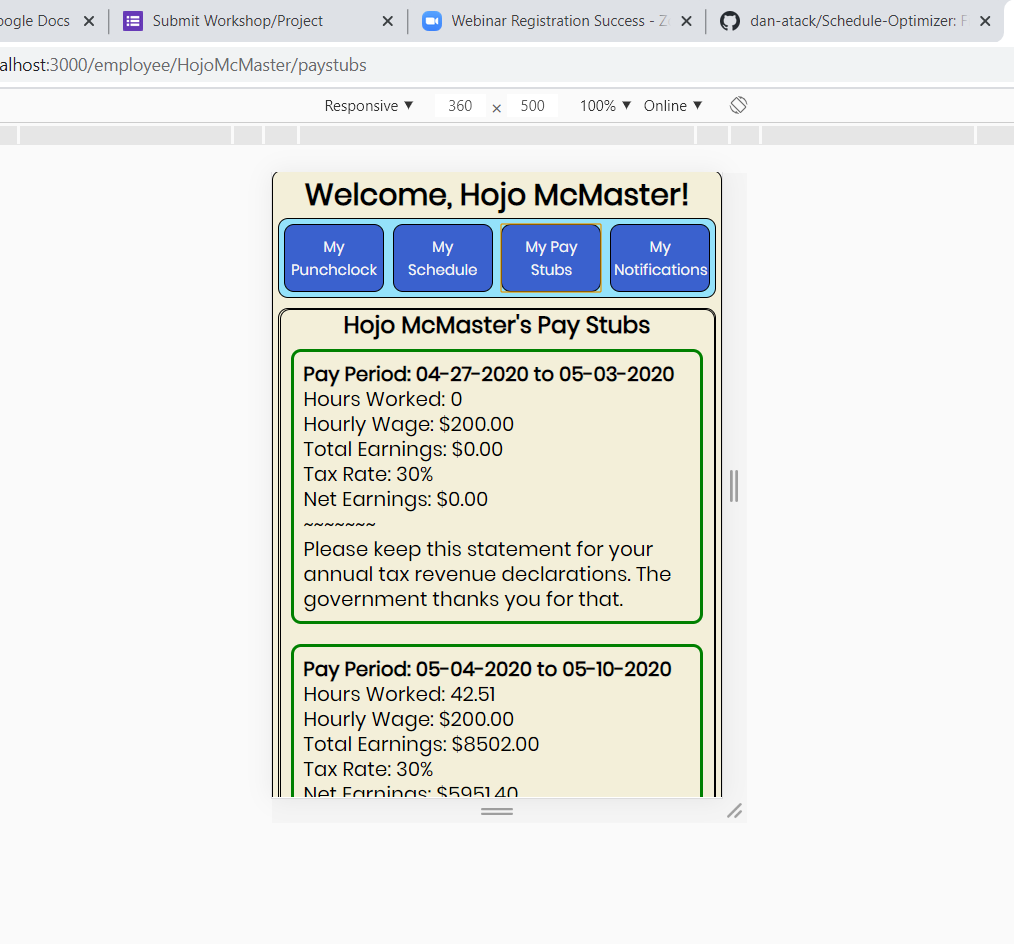 oogle Docs
Submit Workshop/Project
Webinar Registration Success -
dan-atack/Schedule-Optimizer:
alhost:3000/employee/HojoMcMaster/paystubs
Responsive ▼ 360 × 500 100% ▼ Online ▼
Welcome, Hojo McMaster!
My Punchclock
My Schedule
My Pay Stubs
My Notifications
Hojo McMaster's Pay Stubs
Pay Period: 04-27-2020 to 05-03-2020
Hours Worked: 0
Hourly Wage: $200.00
Total Earnings: $0.00
Tax Rate: 30%
Net Earnings: $0.00
~~~~~~~
Please keep this statement for your
annual tax revenue declarations. The
government thanks you for that.
Pay Period: 05-04-2020 to 05-10-2020
Hours Worked: 42.51
Hourly Wage: $200.00
Total Earnings: $8502.00
Tax Rate: 30%
Net Earnings: $5951.40